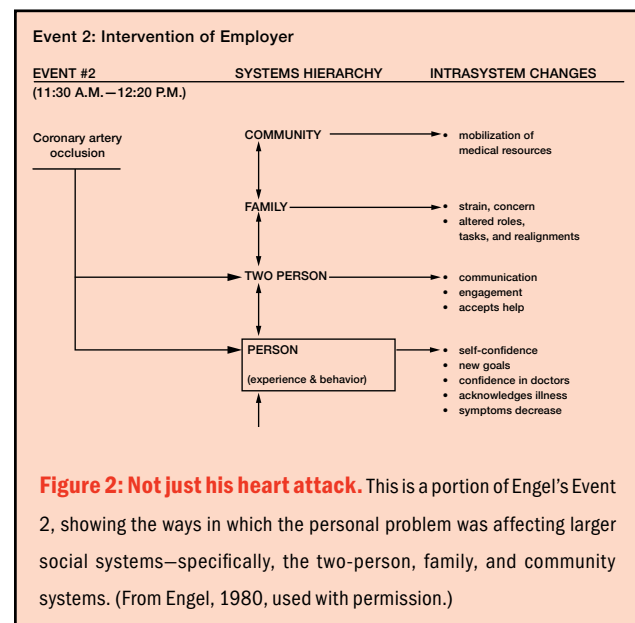 Event 2: Intervention of Employer
EVENT #2 SYSTEMS HIERARCHY INTRASYSTEM CHANGES
(11:30 A.M.—12:20 P.M.)
Coronary artery
occlusion
COMMUNITY
• mobilization of
medical resources
FAMILY
• strain, concern
• altered roles,
tasks, and realignments
TWO PERSON
• communication
• engagement
• accepts help
PERSON
(experience & behavior)
• self-confidence
• new goals
• confidence in doctors
• acknowledges illness
• symptoms decrease
Figure 2: Not just his heart attack. This is a portion of Engel’s Event
2, showing the ways in which the personal problem was affecting larger
social systems—specifically, the two-person, family, and community
systems. (From Engel, 1980, used with permission.)